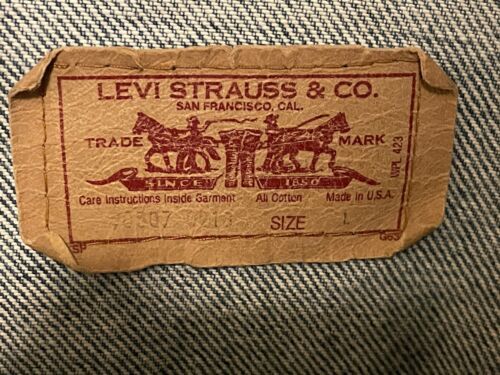 LEVI STRAUSS & CO.
SAN FRANCISCO, CAL.
TRADE MARK
SINCE 1850
WPL 423
Care Instructions Inside Garment All Cotton Made in U.S.A.
SIZE L